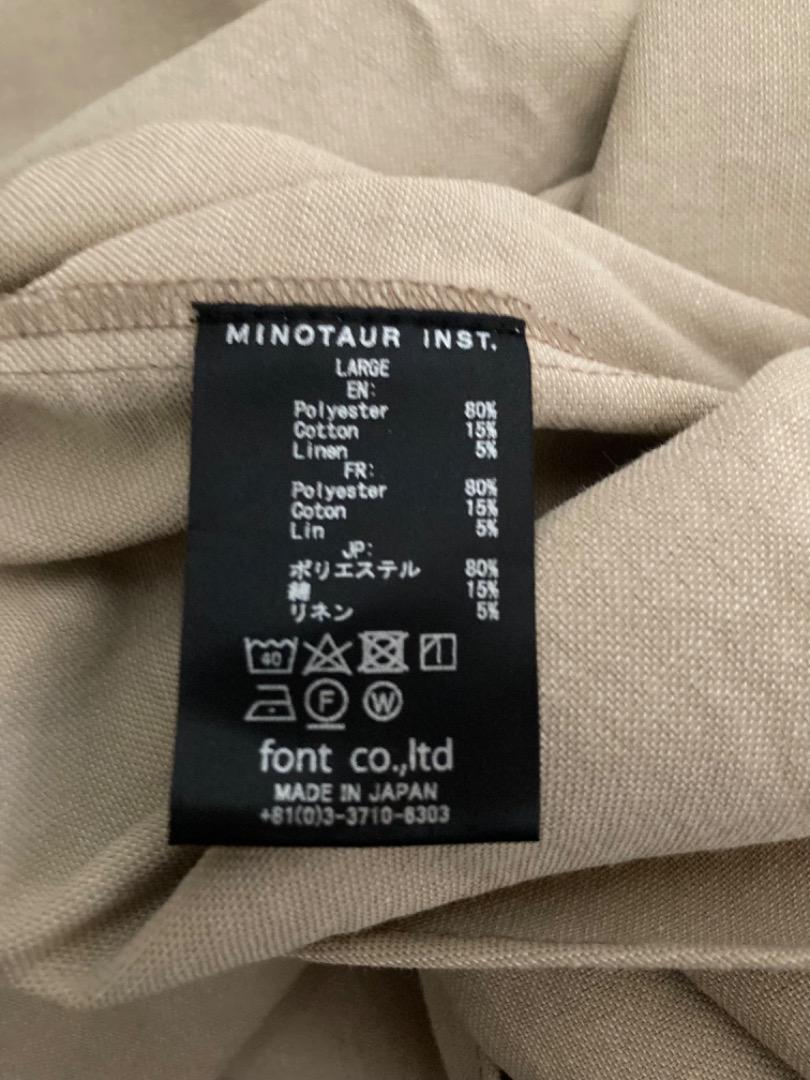 MINOTAUR INST.
LARGE
EN:
Polyester 80%
Cotton 15%
Linen 5%
FR:
Polyester 80%
Coton 15%
Lin 5%
JP:
ポリエステル 80%
綿 15%
リネン 5%
40
F W
font co.,ltd
MADE IN JAPAN
+81(0)3-3710-6303